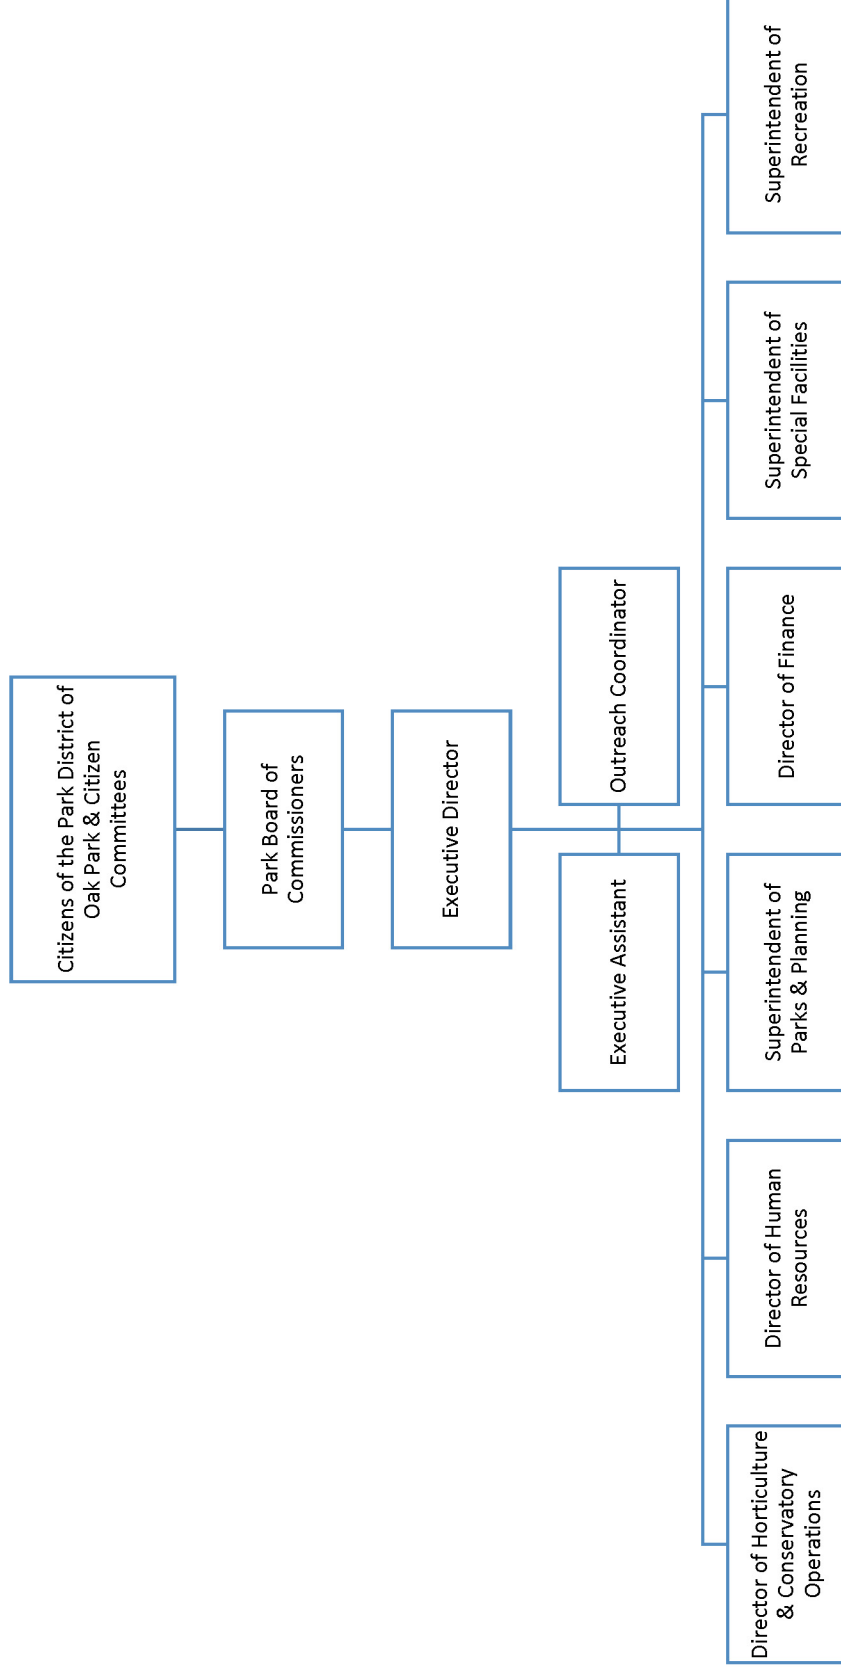 Citizens of the Park District of
Oak Park & Citizen
Committees
Park Board of
Commissioners
Executive Director
Executive Assistant
Outreach Coordinator
Director of Horticulture
& Conservatory
Operations
Director of Human
Resources
Superintendent of
Parks & Planning
Director of Finance
Superintendent of
Special Facilities
Superintendent of
Recreation